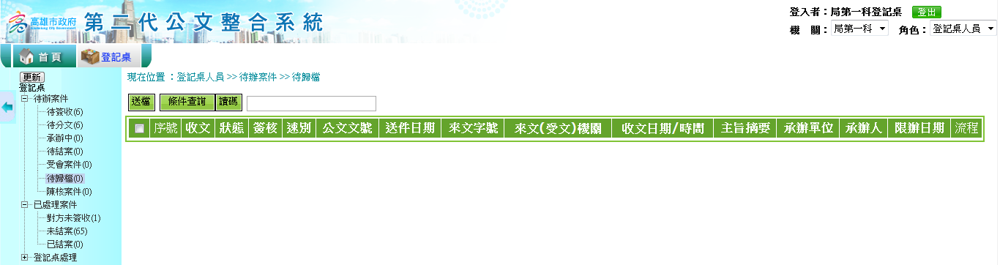 高雄市政府
第二代公文整合系統
登入者：局第一科登記桌 登出
機 關：局第一科 角色：登記桌人員
首頁 登記桌
更新
登記桌
待辦案件
待簽收(6)
待分文(6)
承辦中(0)
待結案(0)
受會案件(0)
待歸檔(0)
陳核案件(0)
已處理案件
對方未簽收(1)
未結案(65)
已結案(0)
登記桌處理
現在位置 ：登記桌人員 >> 待辦案件 >> 待歸檔
送檔 條件查詢 讀碼
序號 收文 狀態 簽核 速別 公文文號 送件日期 來文字號 來文(受文)機關 收文日期/時間 主旨摘要 承辦單位 承辦人 限辦日期 流程